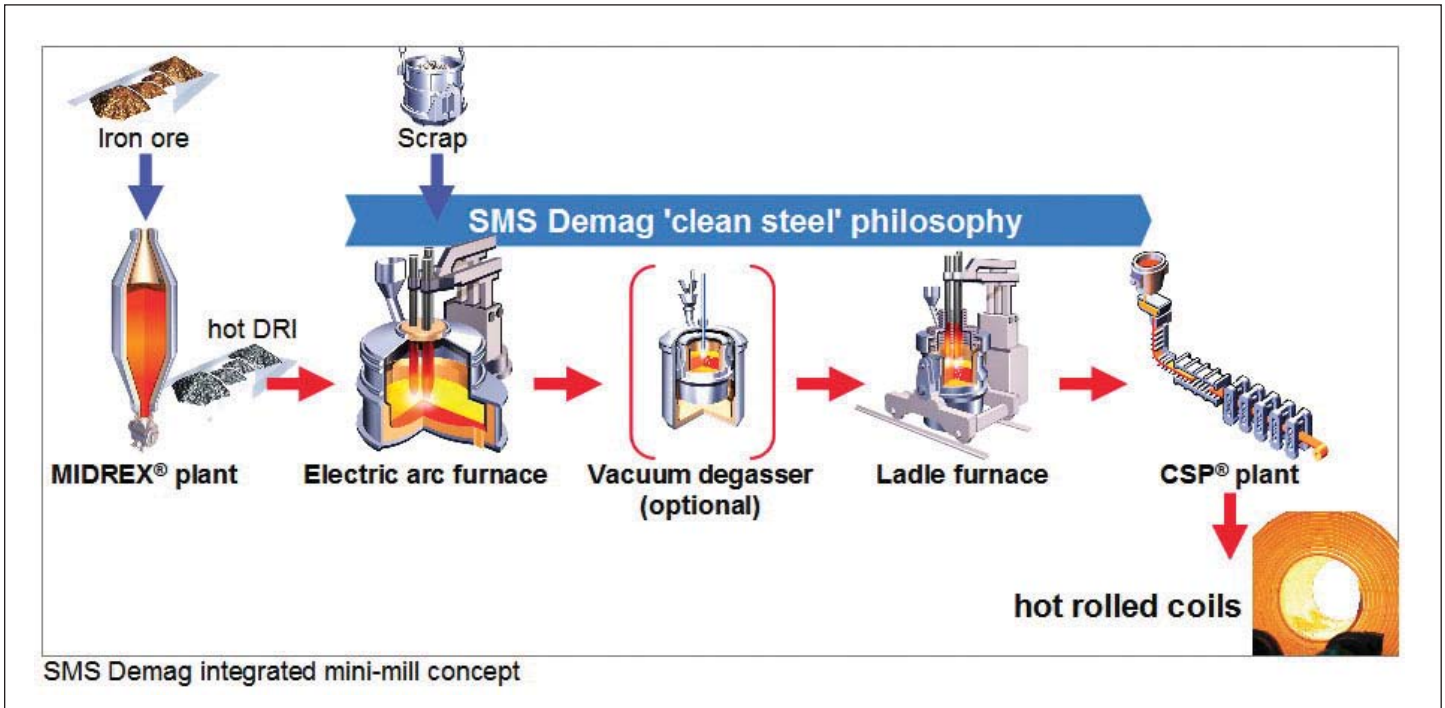 Iron ore
Scrap
SMS Demag 'clean steel' philosophy
hot DRI
MIDREX® plant
Electric arc furnace
Vacuum degasser
(optional)
Ladle furnace
CSP® plant
hot rolled coils
SMS Demag integrated mini-mill concept